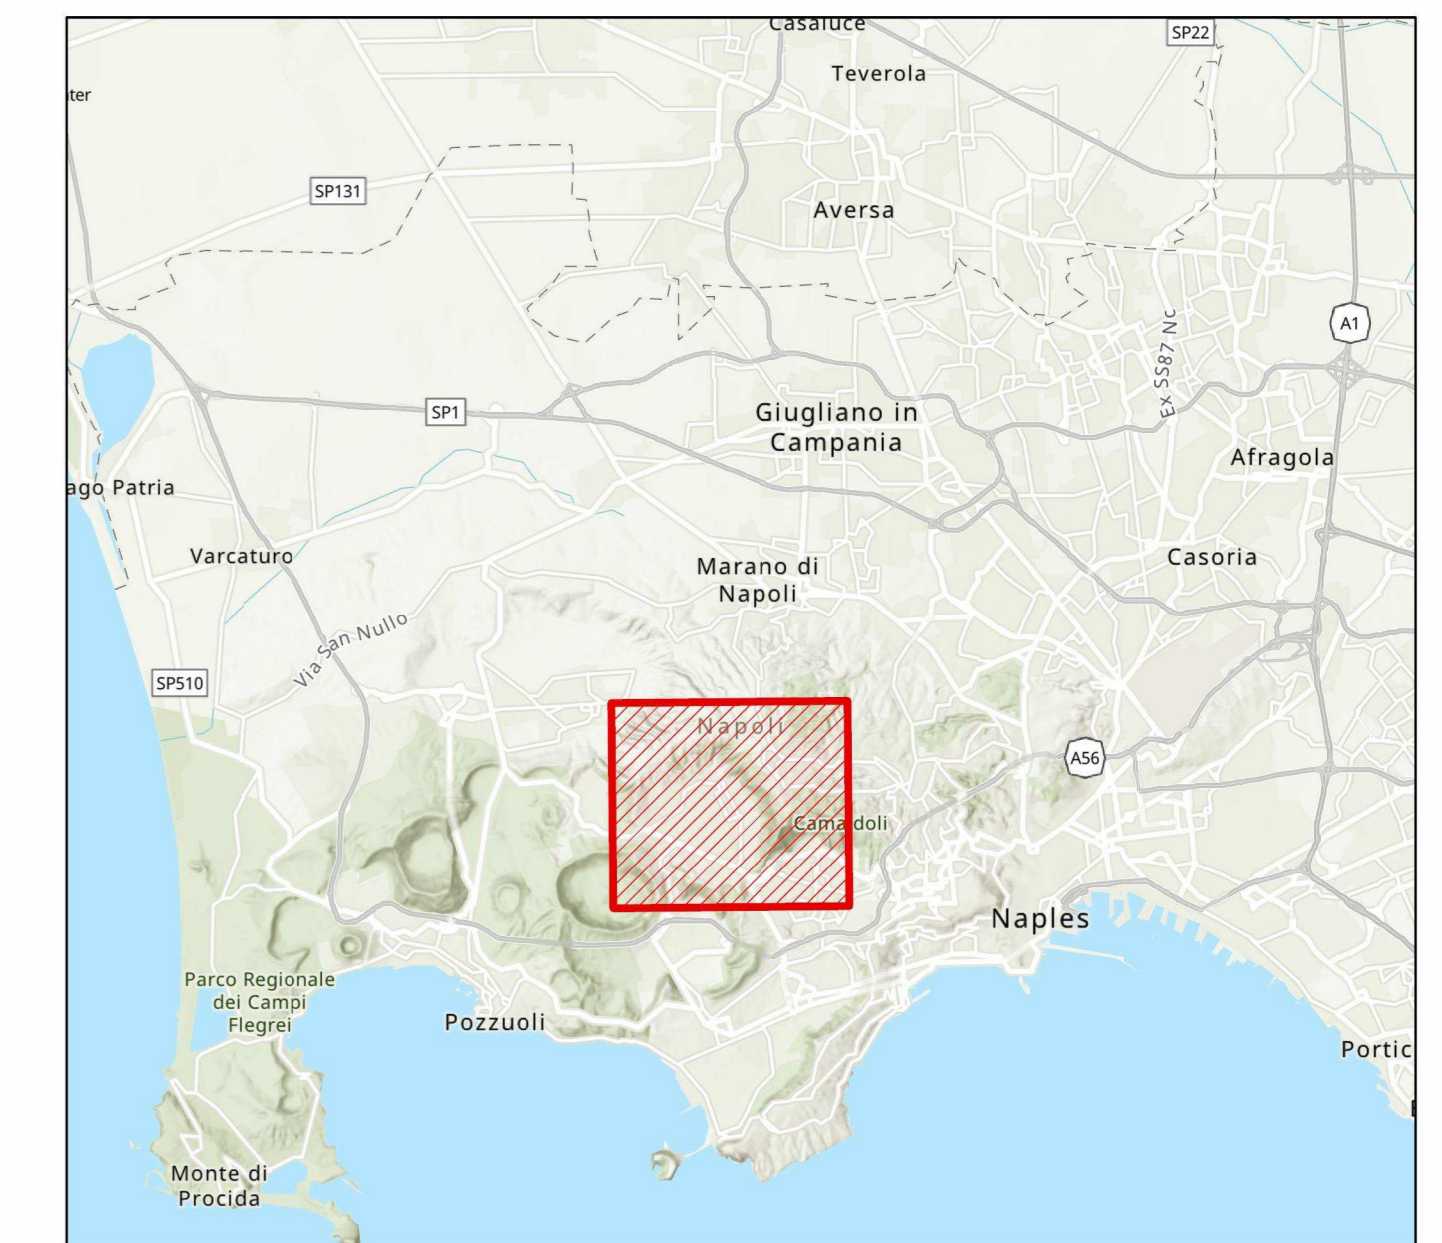 Casaluce
SP22
Teverola
ter
SP131
Aversa
A1
Ex SS87 Nc
SP1
Giugliano in
Campania
Afragola
ago Patria
Varcaturo
Marano di
Napoli
Casoria
Via San Nullo
SP510
Napoli
A56
Camaldoli
Naples
Parco Regionale
dei Campi
Flegrei
Pozzuoli
Portic
Monte di
Procida